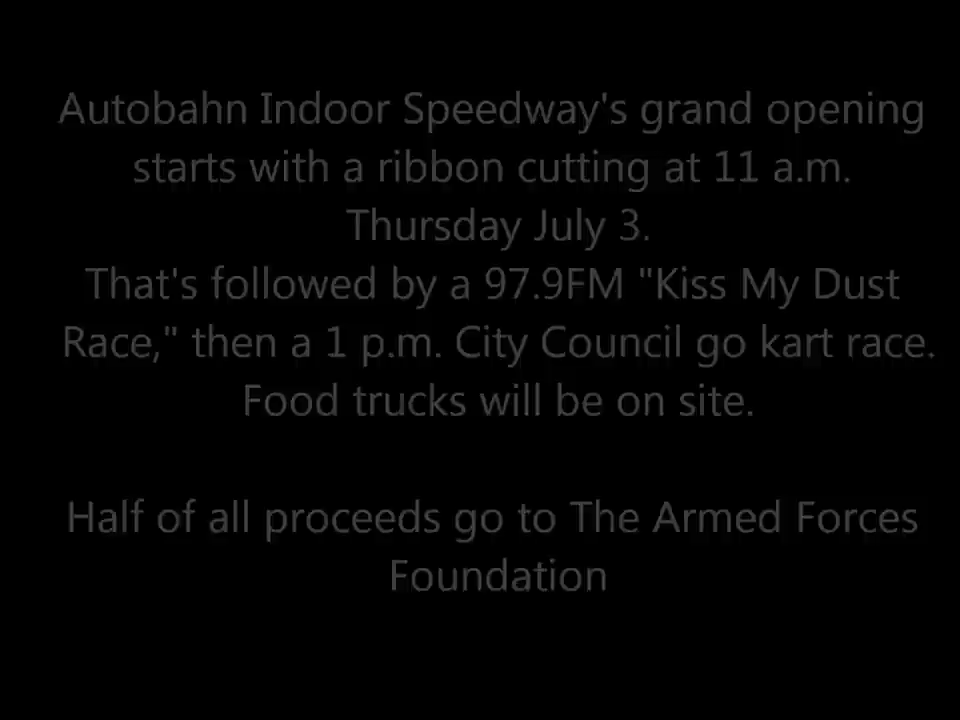 Autobahn Indoor Speedway's grand opening
starts with a ribbon cutting at 11 a.m.
Thursday July 3.
That's followed by a 97.9FM "Kiss My Dust
Race," then a 1 p.m. City Council go kart race.
Food trucks will be on site.
Half of all proceeds go to The Armed Forces
Foundation